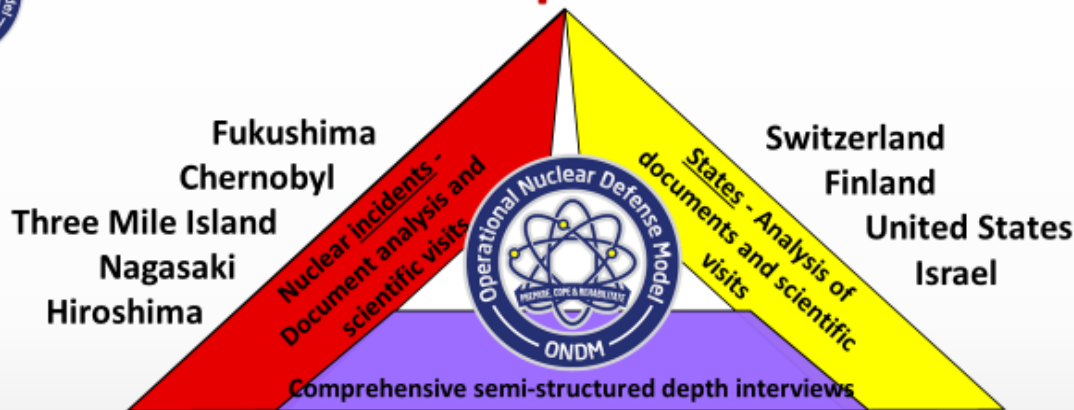 Fukushima
Chernobyl
Three Mile Island
Nagasaki
Hiroshima
Nuclear incidents -
Document analysis and
scientific visits
Operational Nuclear Defense Model
PREPARE, COPE & REHABILITATE
ONDM
States - Analysis of
documents and scientific
visits
Switzerland
Finland
United States
Israel
Comprehensive semi-structured depth interviews